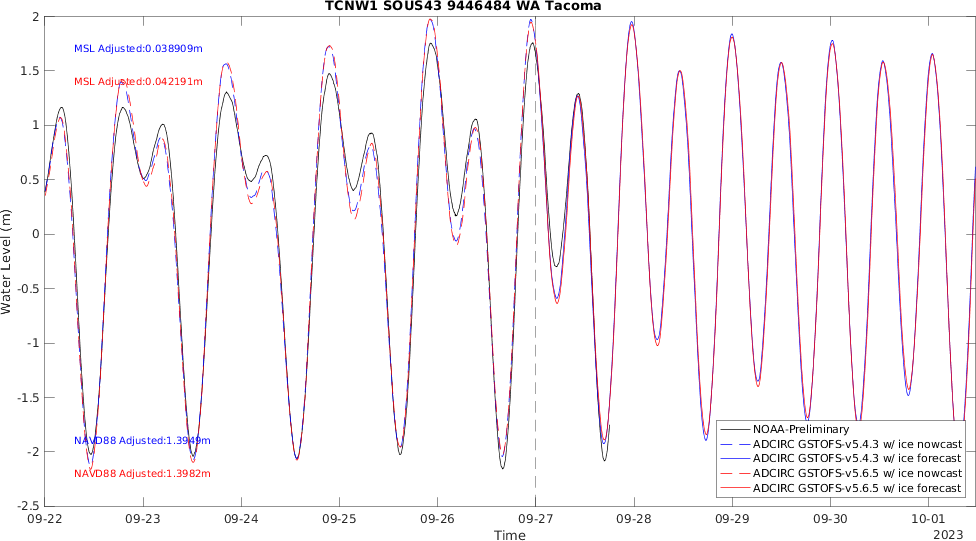 TCNW1 SOUS43 9446484 WA Tacoma
2
1.5
1
0.5
0
-0.5
-1
-1.5
-2
-2.5
Water Level (m)
MSL Adjusted:0.038909m
MSL Adjusted:0.042191m
NAVD88 Adjusted:1.3949m
NAVD88 Adjusted:1.3982m
NOAA-Preliminary
ADCIRC GSTOFS-v5.4.3 w/ ice nowcast
ADCIRC GSTOFS-v5.4.3 w/ ice forecast
ADCIRC GSTOFS-v5.6.5 w/ ice nowcast
ADCIRC GSTOFS-v5.6.5 w/ ice forecast
09-22 09-23 09-24 09-25 09-26 09-27 09-28 09-29 09-30 10-01
Time
2023